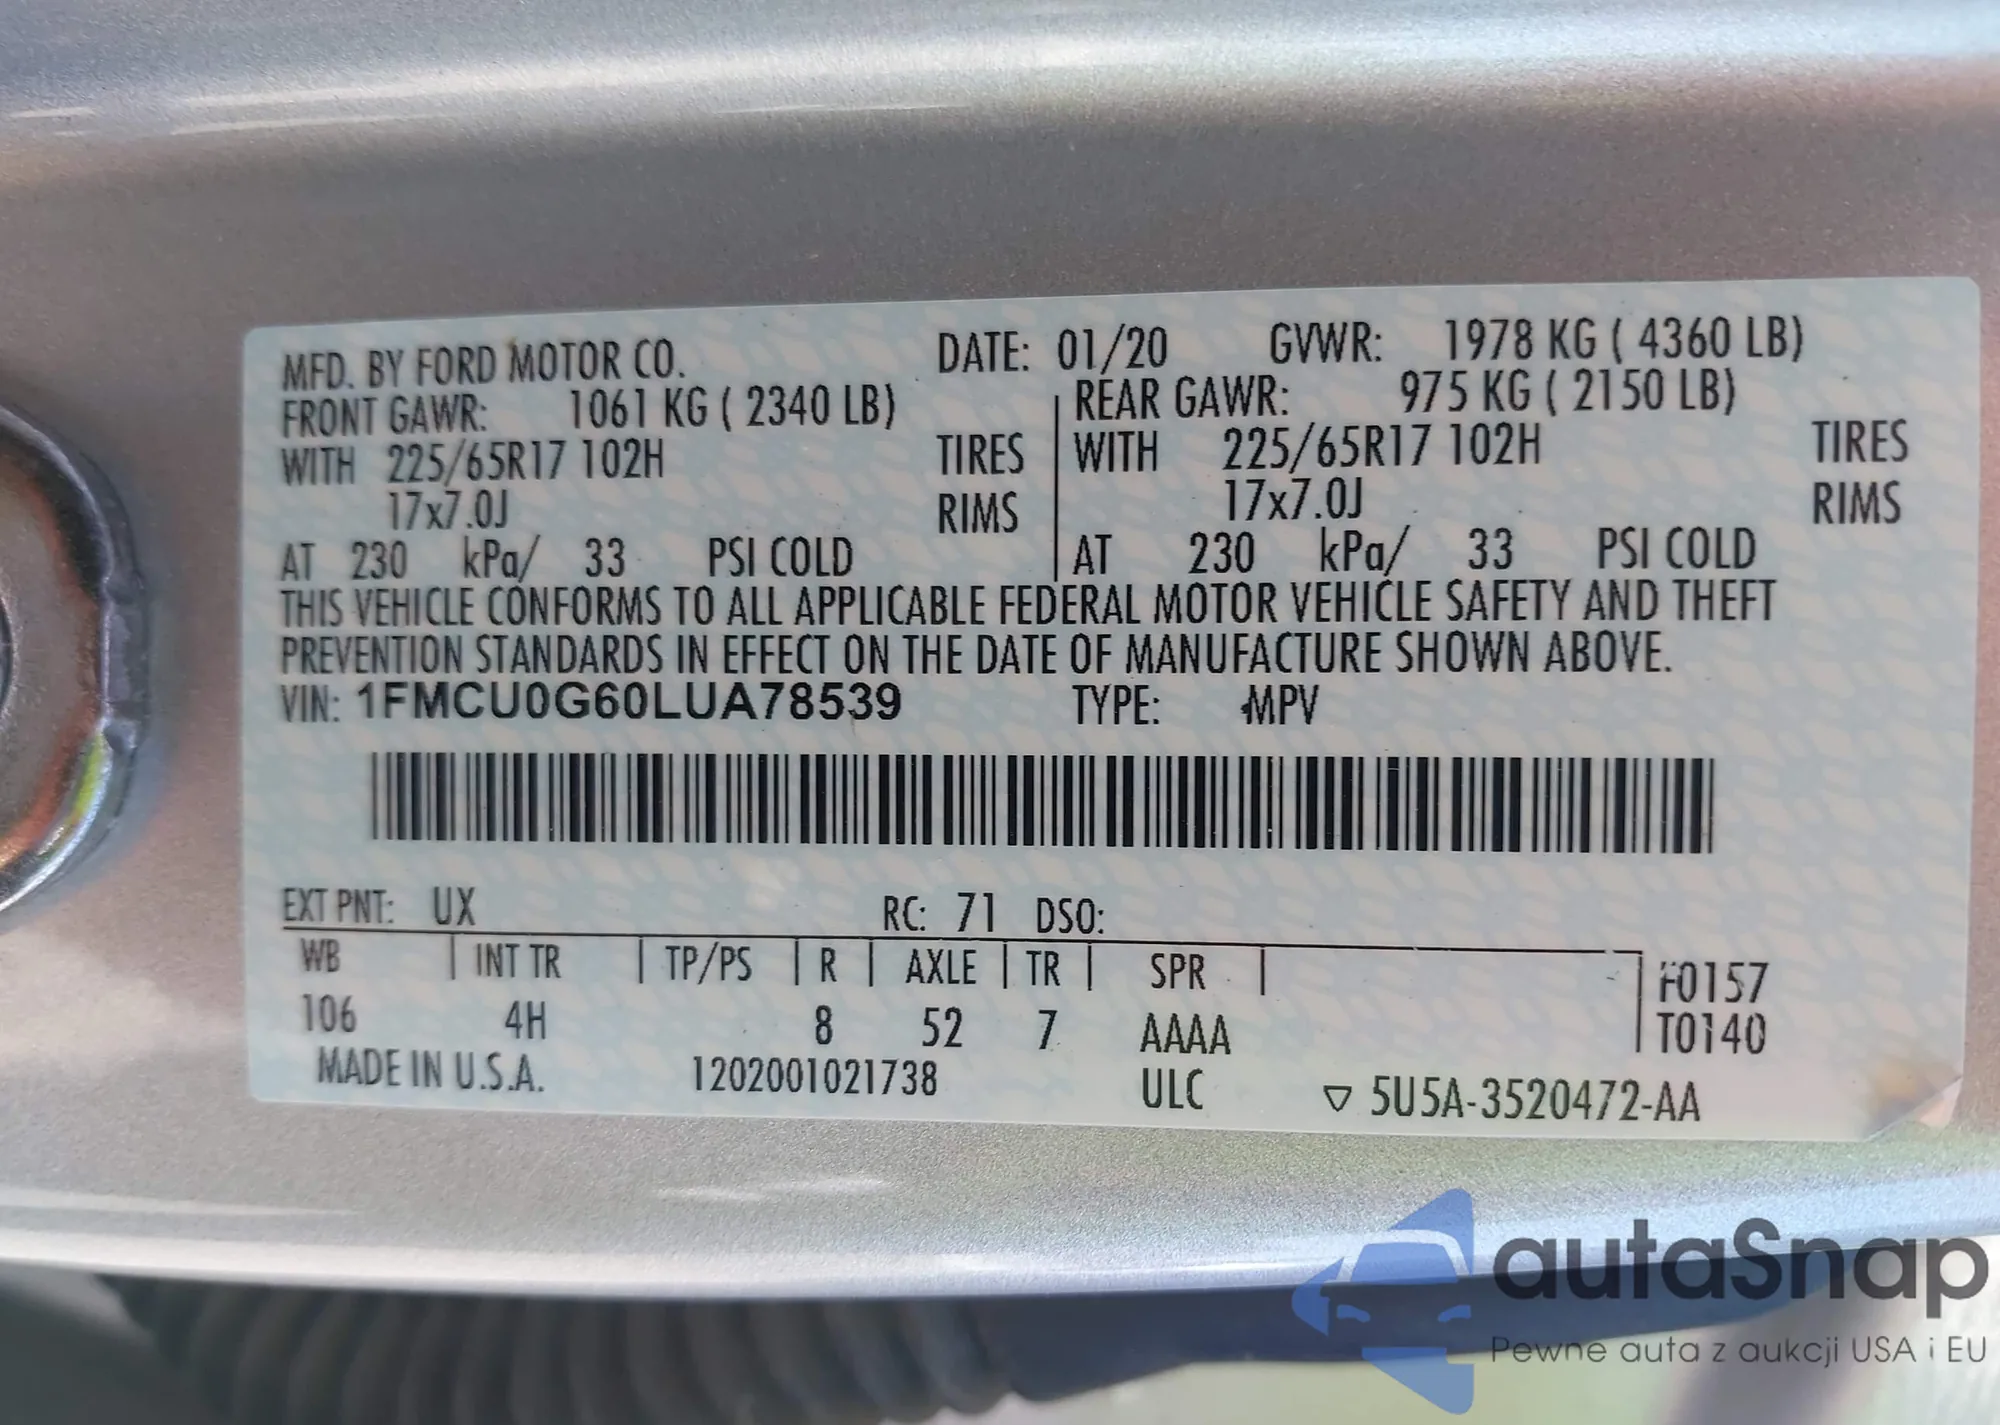 MFD. BY FORD MOTOR CO. DATE: 01/20 GVWR: 1978 KG ( 4360 LB)
FRONT GAWR: 1061 KG ( 2340 LB) REAR GAWR: 975 KG ( 2150 LB)
WITH 225/65R17 102H TIRES WITH 225/65R17 102H TIRES
17x7.0J RIMS 17x7.0J RIMS
AT 230 kPa/ 33 PSI COLD AT 230 kPa/ 33 PSI COLD
THIS VEHICLE CONFORMS TO ALL APPLICABLE FEDERAL MOTOR VEHICLE SAFETY AND THEFT
PREVENTION STANDARDS IN EFFECT ON THE DATE OF MANUFACTURE SHOWN ABOVE.
VIN: 1FMCU0G60LUA78539 TYPE: MPV
EXT PNT: UX RC: 71 DSO:
WB INT TR TP/PS R AXLE TR SPR F0157
106 4H 8 52 7 AAAA T0140
MADE IN U.S.A. 1202001021738 ULC ▽ 5U5A-3520472-AA
autaSnap
Pewne auta z aukcji USA i EU